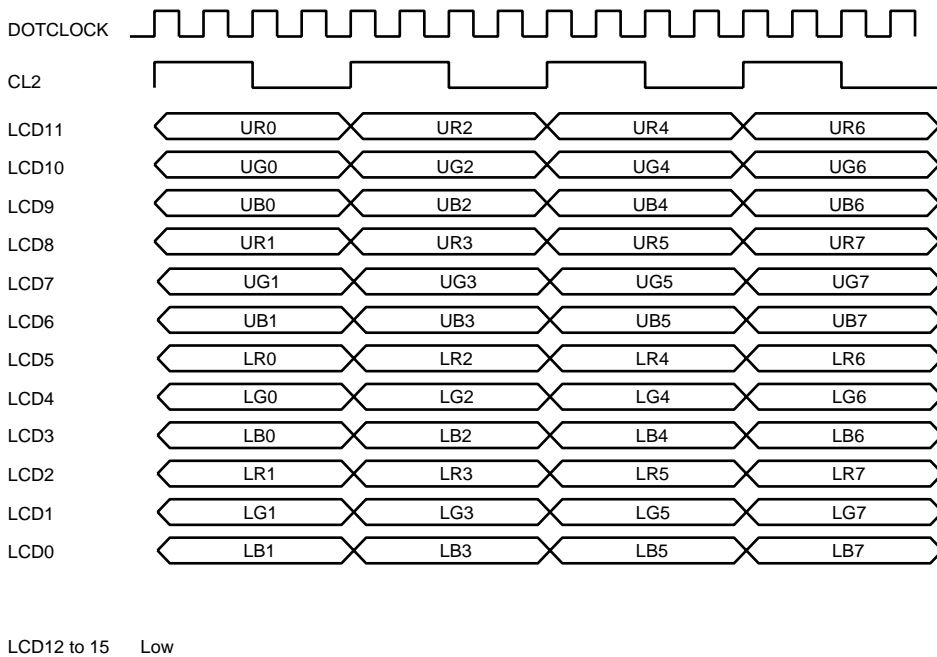 DOTCLOCK
CL2
LCD11 UR0 UR2 UR4 UR6
LCD10 UG0 UG2 UG4 UG6
LCD9 UB0 UB2 UB4 UB6
LCD8 UR1 UR3 UR5 UR7
LCD7 UG1 UG3 UG5 UG7
LCD6 UB1 UB3 UB5 UB7
LCD5 LR0 LR2 LR4 LR6
LCD4 LG0 LG2 LG4 LG6
LCD3 LB0 LB2 LB4 LB6
LCD2 LR1 LR3 LR5 LR7
LCD1 LG1 LG3 LG5 LG7
LCD0 LB1 LB3 LB5 LB7
LCD12 to 15 Low